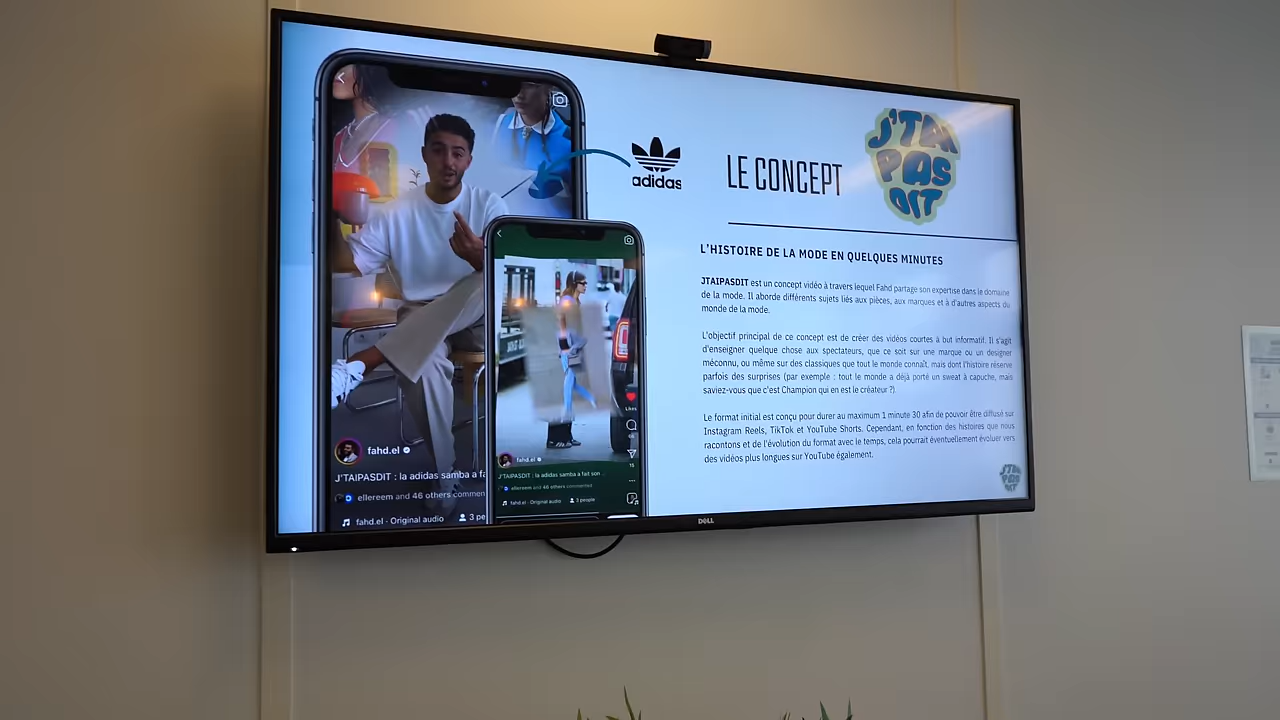 adidas
LE CONCEPT
J'TAI
PAS
DIT
L'HISTOIRE DE LA MODE EN QUELQUES MINUTES
JTAIPASDIT est un concept vidéo à travers lequel Fahd partage son expertise dans le domaine
de la mode. Il aborde différents sujets liés aux pièces, aux marques et à d'autres aspects du
monde de la mode.
L'objectif principal de ce concept est de créer des vidéos courtes à but informatif. Il s'agit
d'enseigner quelque chose aux spectateurs, que ce soit sur une marque ou un designer
méconnu, ou même sur des classiques que tout le monde connaît, mais dont l'histoire réserve
parfois des surprises (par exemple : tout le monde a déjà porté un sweat à capuche, mais
saviez-vous que c'est Champion qui en est le créateur ?).
Le format initial est conçu pour durer au maximum 1 minute 30 afin de pouvoir être diffusé sur
Instagram Reels, TikTok et YouTube Shorts. Cependant, en fonction des histoires que nous
racontons et de l'évolution du format avec le temps, cela pourrait éventuellement évoluer vers
des vidéos plus longues sur YouTube également.
J'TAI
PAS
DIT
fahd.el
J'TAIPASDIT : la adidas samba a fa
ellereem and 46 others commen
fahd.el · Original audio 3 pe
Likes
15
fahd.el
J'TAIPASDIT : la adidas samba a fait son ...
ellereem and 46 others commented
fahd.el · Original audio 3 people
DELL